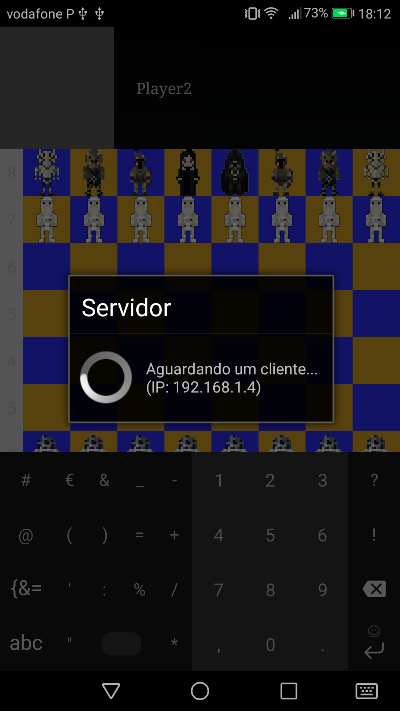 vodafone P 73% 18:12
Player2
8
7
6
Servidor
5
Aguardando um cliente...
(IP: 192.168.1.4)
4
5
# € & _ - 1 2 3 ?
@ ( ) = + 4 5 6 !
{&= ' : % / 7 8 9
abc " * , 0 .